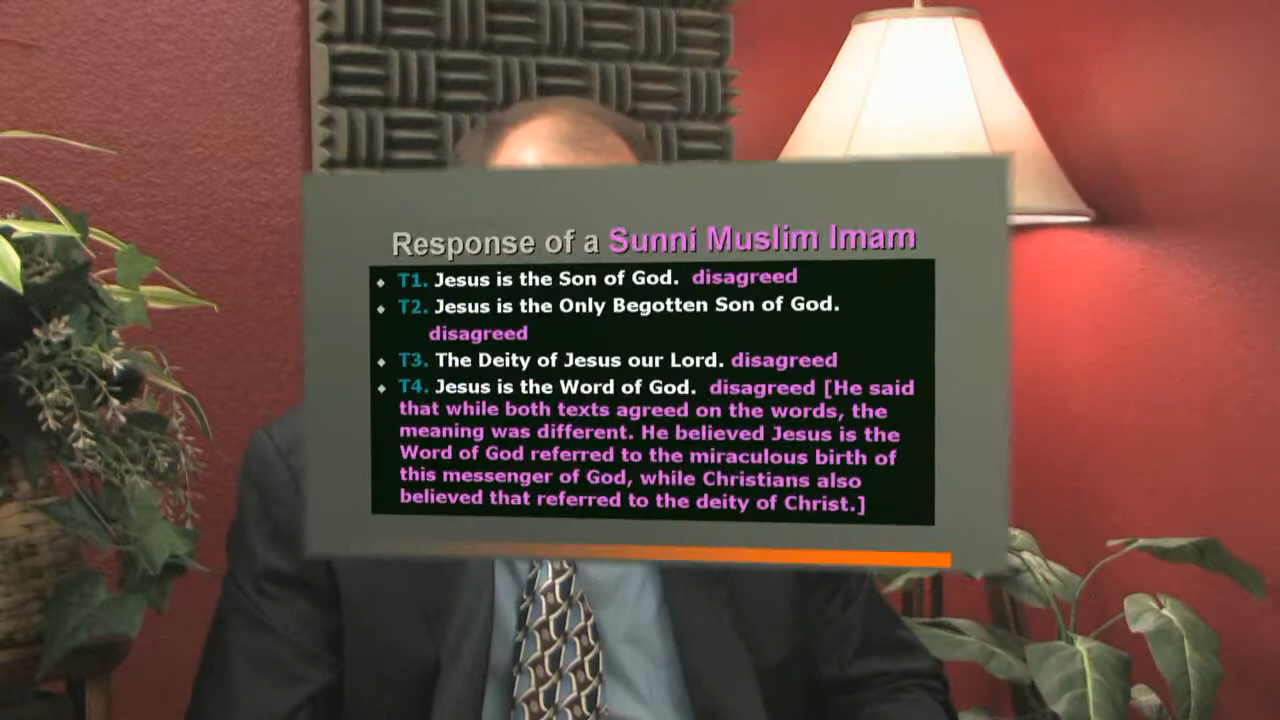 Response of a Sunni Muslim Imam
T1. Jesus is the Son of God. disagreed
T2. Jesus is the Only Begotten Son of God.
disagreed
T3. The Deity of Jesus our Lord. disagreed
T4. Jesus is the Word of God. disagreed [He said
that while both texts agreed on the words, the
meaning was different. He believed Jesus is the
Word of God referred to the miraculous birth of
this messenger of God, while Christians also
believed that referred to the deity of Christ.]